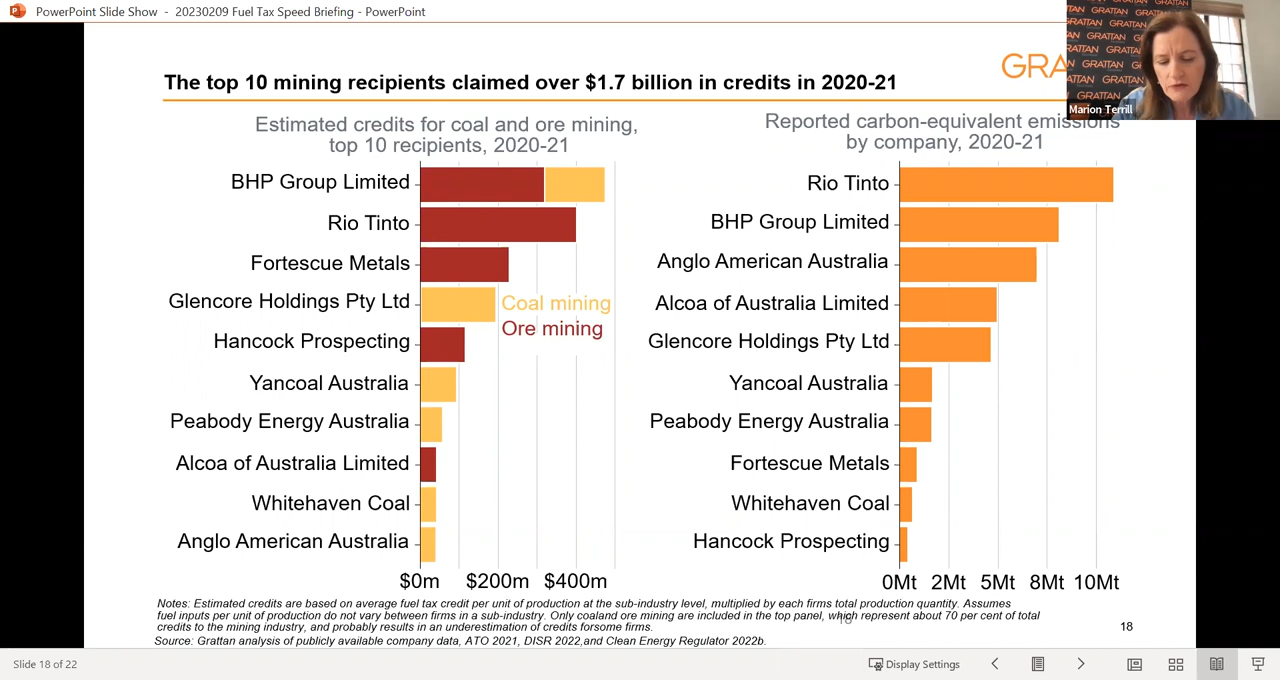 PowerPoint Slide Show - 20230209 Fuel Tax Speed Briefing - PowerPoint
GRATTAN
Marion Terrill
GRA
The top 10 mining recipients claimed over $1.7 billion in credits in 2020-21
Estimated credits for coal and ore mining,
top 10 recipients, 2020-21
BHP Group Limited
Rio Tinto
Fortescue Metals
Glencore Holdings Pty Ltd
Hancock Prospecting
Yancoal Australia
Peabody Energy Australia
Alcoa of Australia Limited
Whitehaven Coal
Anglo American Australia
Coal mining
Ore mining
$0m $200m $400m
Reported carbon-equivalent emissions
by company, 2020-21
Rio Tinto
BHP Group Limited
Anglo American Australia
Alcoa of Australia Limited
Glencore Holdings Pty Ltd
Yancoal Australia
Peabody Energy Australia
Fortescue Metals
Whitehaven Coal
Hancock Prospecting
0Mt 2Mt 5Mt 8Mt 10Mt
Notes: Estimated credits are based on average fuel tax credit per unit of production at the sub-industry level, multiplied by each firms total production quantity. Assumes
fuel inputs per unit of production do not vary between firms in a sub-industry. Only coaland ore mining are included in the top panel, which represent about 70 per cent of total
credits to the mining industry, and probably results in an underestimation of credits forsome firms.
Source: Grattan analysis of publicly available company data, ATO 2021, DISR 2022,and Clean Energy Regulator 2022b.
18
18
Slide 18 of 22
Display Settings